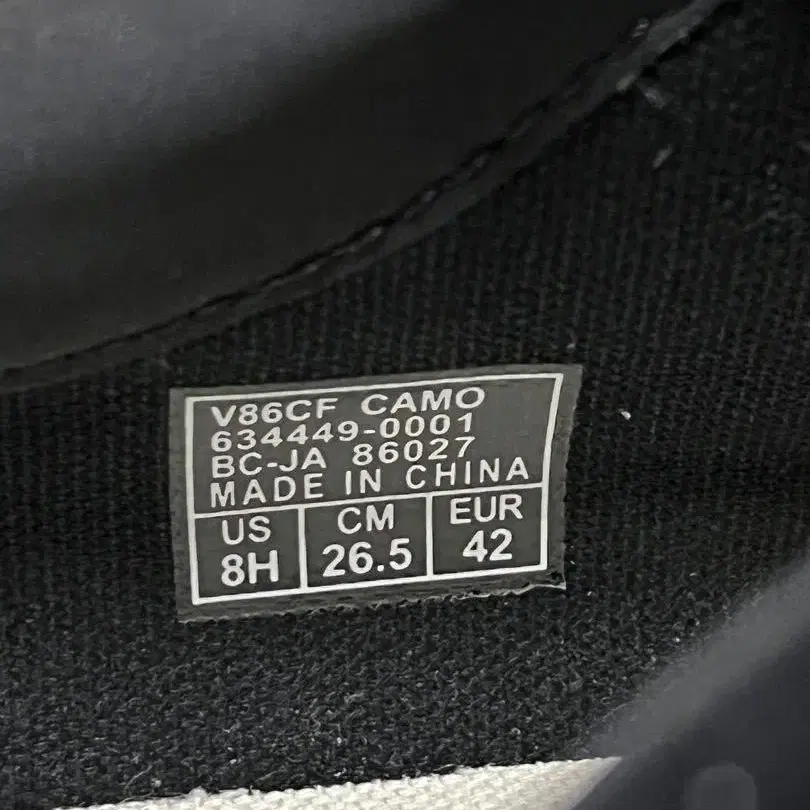 V86CF CAMO
634449-0001
BC-JA 86027
MADE IN CHINA
US CM EUR
8H 26.5 42